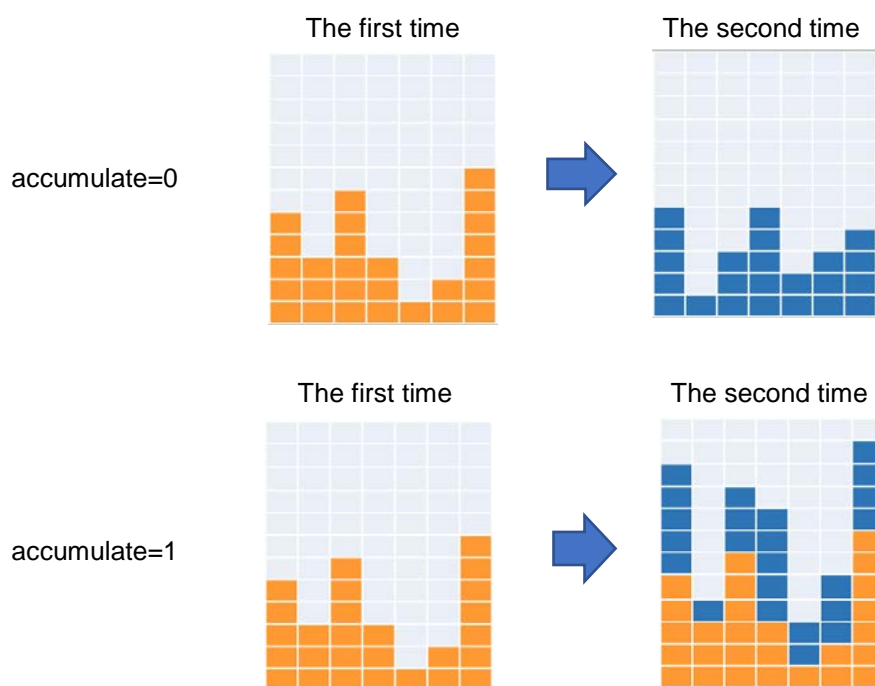 The first time
The second time
accumulate=0
The first time
The second time
accumulate=1